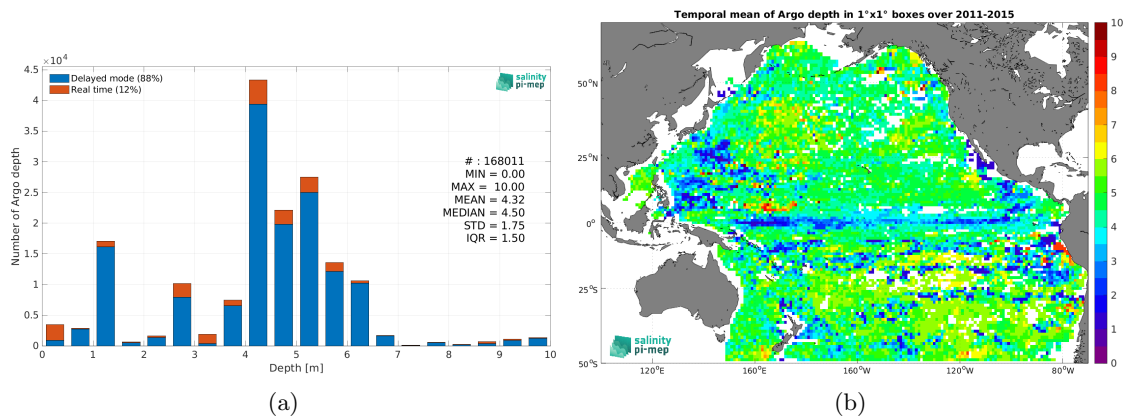 ×10⁴
4.5
4
3.5
3
2.5
2
1.5
1
0.5
0
Number of Argo depth
Delayed mode (88%)
Real time (12%)
salinity
pi-mep
# : 168011
MIN = 0.00
MAX = 10.00
MEAN = 4.32
MEDIAN = 4.50
STD = 1.75
IQR = 1.50
0 1 2 3 4 5 6 7 8 9 10
Depth [m]
(a)
Temporal mean of Argo depth in 1°x1° boxes over 2011-2015
50°N
25°N
0°
25°S
50°S
120°E
160°E
160°W
120°W
80°W
salinity
pi-mep
10
9
8
7
6
5
4
3
2
1
0
(b)